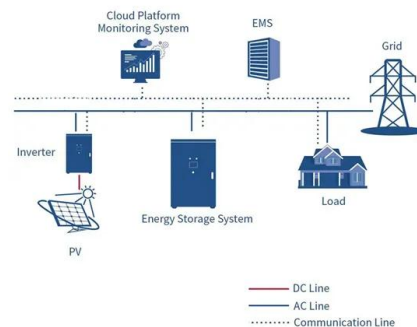 Cloud Platform
Monitoring System
EMS
Grid
Inverter
Energy Storage System
Load
PV
DC Line
AC Line
Communication Line